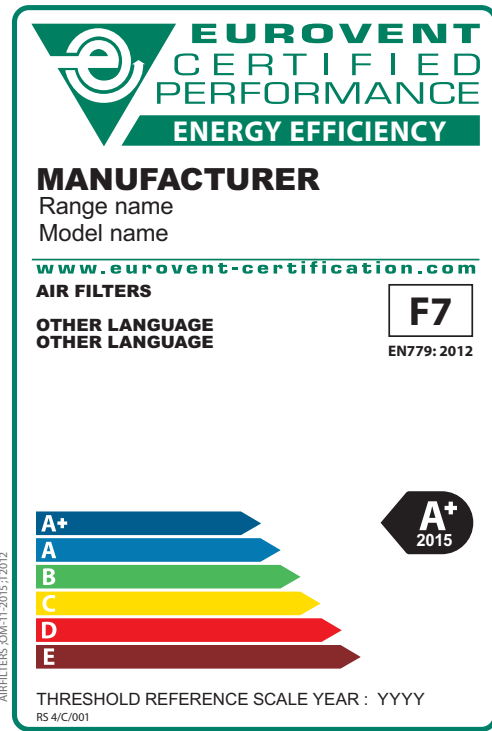 EUROVENT
CERTIFIED
PERFORMANCE
ENERGY EFFICIENCY
MANUFACTURER
Range name
Model name
www.eurovent-certification.com
AIR FILTERS
F7
OTHER LANGUAGE
OTHER LANGUAGE
EN779: 2012
A+
A+
2015
A
B
C
D
E
THRESHOLD REFERENCE SCALE YEAR : YYYY
RS 4/C/001